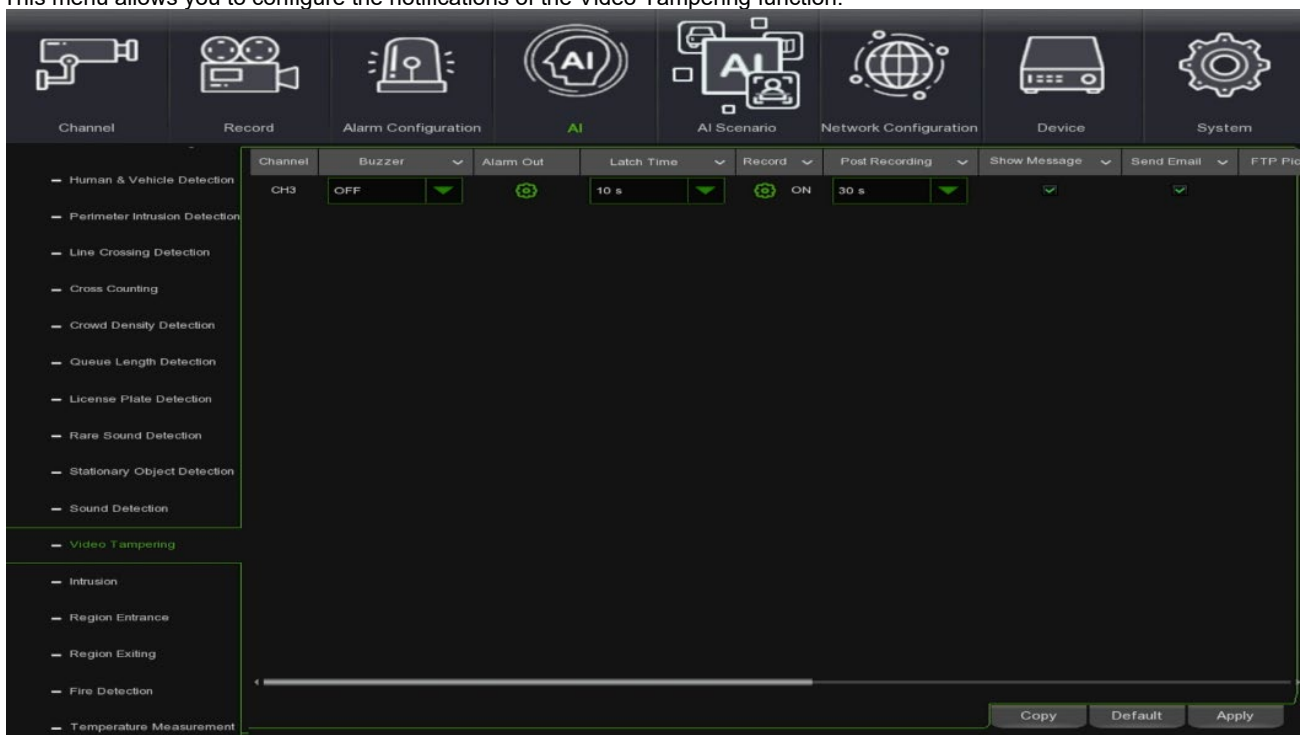 This menu allows you to configure the notifications of the Video Tampering function.
AI
AI
Channel Record Alarm Configuration AI AI Scenario Network Configuration Device System
Channel Buzzer Alarm Out Latch Time Record Post Recording Show Message Send Email FTP Pic
CH3 OFF 10 s ON 30 s
Human & Vehicle Detection
Perimeter Intrusion Detection
Line Crossing Detection
Cross Counting
Crowd Density Detection
Queue Length Detection
License Plate Detection
Rare Sound Detection
Stationary Object Detection
Sound Detection
Video Tampering
Intrusion
Region Entrance
Region Exiting
Fire Detection
Temperature Measurement
Copy Default Apply